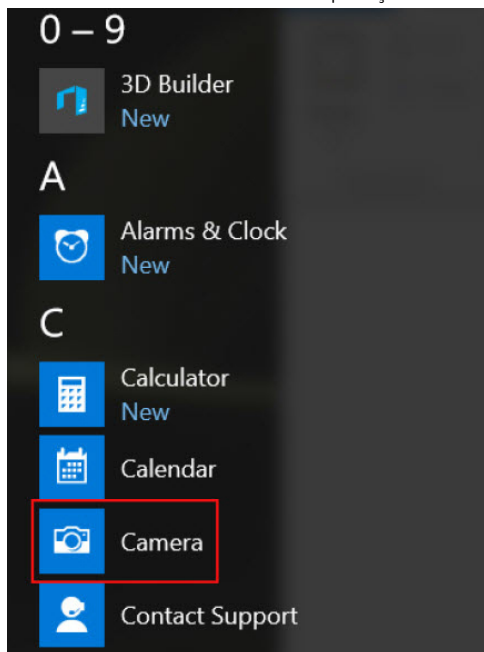 0 – 9
3D Builder
New
A
Alarms & Clock
New
C
Calculator
New
Calendar
Camera
Contact Support